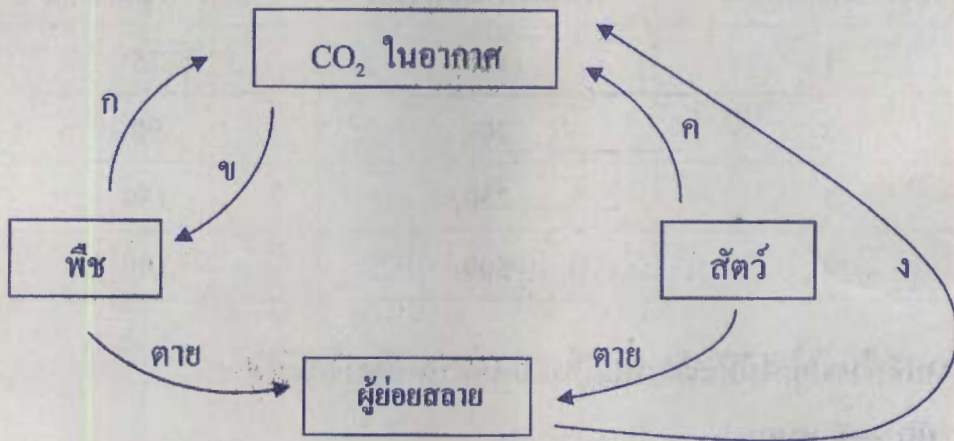 CO₂ ในอากาศ
ก
ข
ค
พืช
สัตว์
ง
ตาย
ตาย
ผู้ย่อยสลาย